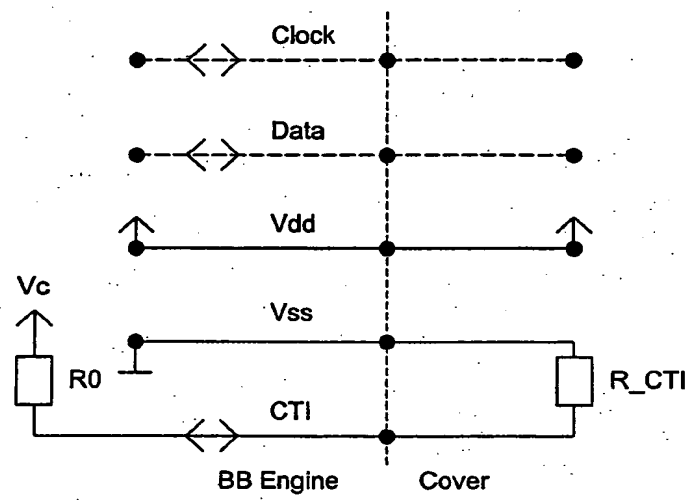 Clock
Data
Vdd
Vc
Vss
R0
R_CTI
CTI
BB Engine
Cover